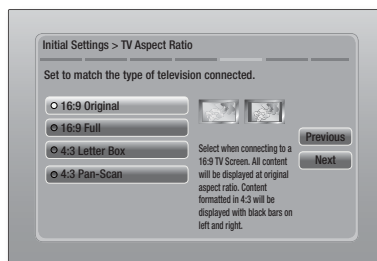 Initial Settings > TV Aspect Ratio
Set to match the type of television connected.
16:9 Original
16:9 Full
4:3 Letter Box
4:3 Pan-Scan
Select when connecting to a
16:9 TV Screen. All content
will be displayed at original
aspect ratio. Content
formatted in 4:3 will be
displayed with black bars on
left and right.
Previous
Next